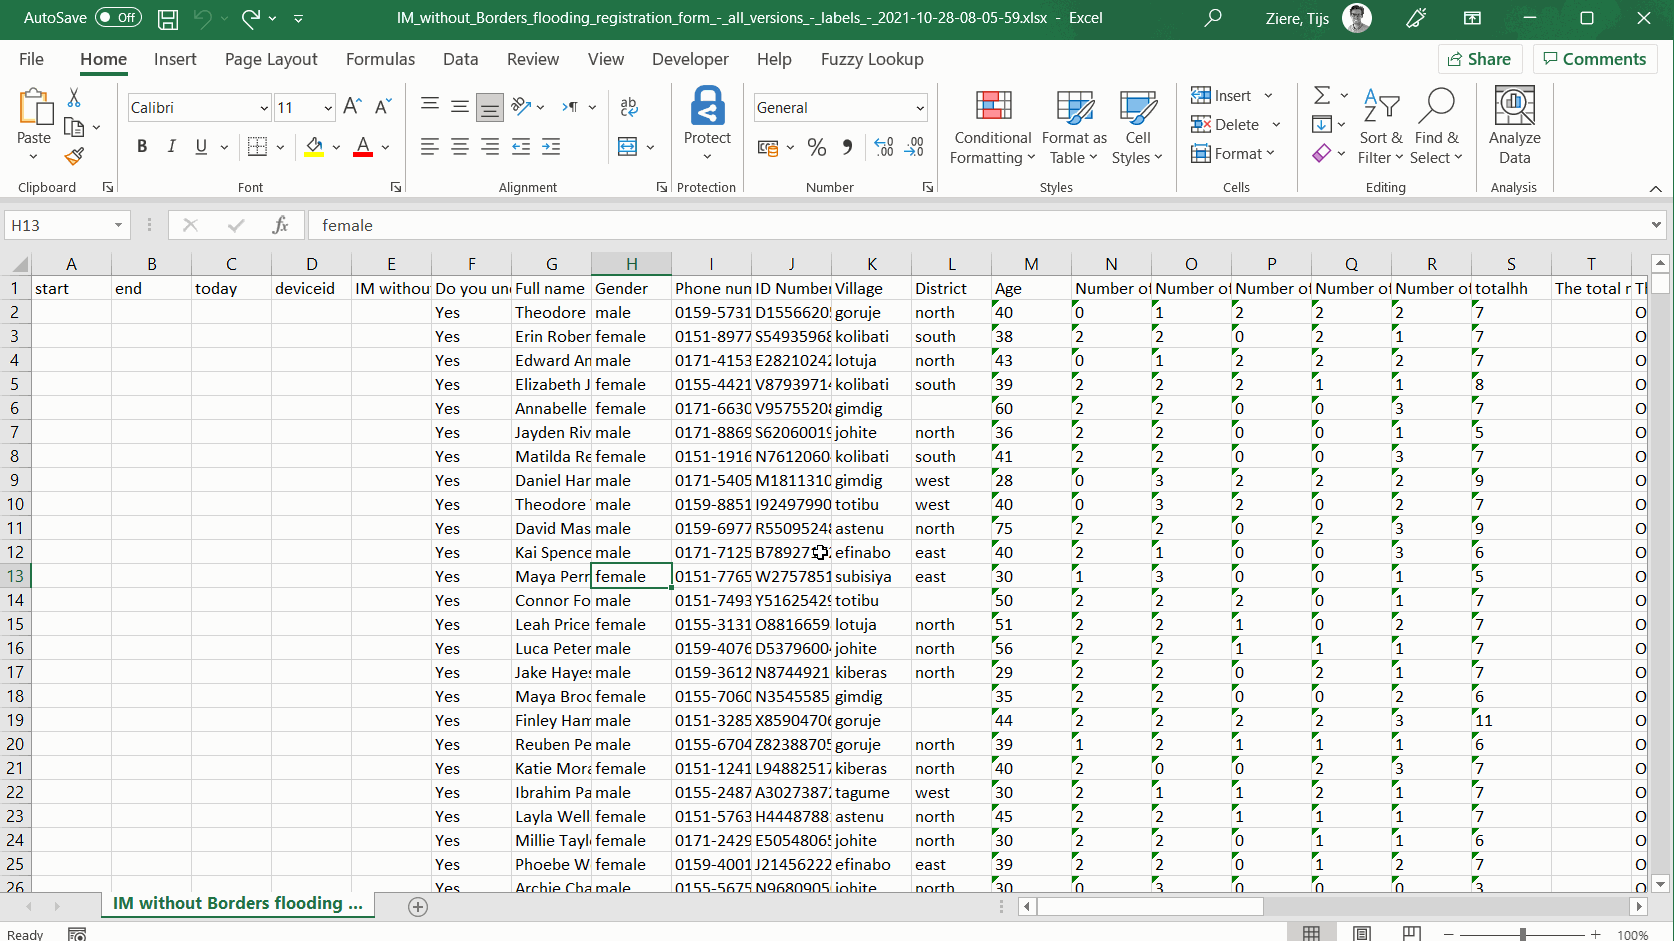 AutoSave Off IM_without_Borders_flooding_registration_form_-_all_versions_-_labels_-_2021-10-28-08-05-59.xlsx - Excel Ziere, Tijs
File Home Insert Page Layout Formulas Data Review View Developer Help Fuzzy Lookup Share Comments
Paste Calibri 11 General Insert Delete Format
B I U Protect Conditional Formatting Format as Table Cell Styles Sort & Filter Find & Select Analyze Data
Clipboard Font Alignment Protection Number Styles Cells Editing Analysis
H13 fx female
A B C D E F G H I J K L M N O P Q R S T
1 start end today deviceid IM withou Do you un Full name Gender Phone nun ID Number Village District Age Number of Number of Number of Number of Number of totalhh The total r Tl
2 Yes Theodore male 0159-5731 D1556620 goruje north 40 0 1 2 2 2 7 O
3 Yes Erin Rober female 0151-8977 S54935968 kolibati south 38 2 2 0 2 1 7 O
4 Yes Edward An male 0171-4153 E28210242 lotuja north 43 0 1 2 2 2 7 O
5 Yes Elizabeth J female 0155-4421 V87939714 kolibati south 39 2 2 2 1 1 8 O
6 Yes Annabelle female 0171-6630 V95755208 gimdig 60 2 2 0 0 3 7 O
7 Yes Jayden Riv male 0171-8869 S62060019 johite north 36 2 2 0 0 1 5 O
8 Yes Matilda Re female 0151-1916 N7612060 kolibati south 41 2 2 0 0 3 7 O
9 Yes Daniel Har male 0171-5405 M1811310 gimdig west 28 0 3 2 2 2 9 O
10 Yes Theodore male 0159-8851 I92497990 totibu west 40 0 3 2 0 2 7 O
11 Yes David Mas male 0159-6977 R55095248 astenu north 75 2 2 0 2 3 9 O
12 Yes Kai Spence male 0171-7125 B78927 efinabo east 40 2 1 0 0 3 6 O
13 Yes Maya Perr female 0151-7765 W2757851 subisiya east 30 1 3 0 0 1 5 O
14 Yes Connor Fo male 0151-7493 Y51625429 totibu 50 2 2 2 0 1 7 O
15 Yes Leah Price female 0155-3131 O8816659 lotuja north 51 2 2 1 0 2 7 O
16 Yes Luca Peter male 0159-4076 D5379600 johite north 56 2 2 1 1 1 7 O
17 Yes Jake Hayes male 0159-3612 N8744921 kiberas north 29 2 2 0 2 1 7 O
18 Yes Maya Broo female 0155-7060 N3545585 gimdig 35 2 2 0 0 2 6 O
19 Yes Finley Ham male 0151-3285 X85904706 goruje 44 2 2 2 2 3 11 O
20 Yes Reuben Pe male 0155-6704 Z82388705 goruje north 39 1 2 1 1 1 6 O
21 Yes Katie Mora female 0151-1241 L94882517 kiberas north 40 2 0 0 2 3 7 O
22 Yes Ibrahim Pa male 0155-2487 A30273872 tagume west 30 2 1 1 2 1 7 O
23 Yes Layla Well female 0151-5763 H4448788 astenu north 45 2 2 1 1 1 7 O
24 Yes Millie Tayl female 0171-2429 E50548065 johite north 30 2 2 0 1 1 6 O
25 Yes Phoebe W female 0159-4001 J21456222 efinabo east 39 2 2 0 1 2 7 O
26 Yes Archie Cha male 0155-5675 N9680905 johite north 30 0 3 0 0 0 3 O
IM without Borders flooding ...
Ready 100%